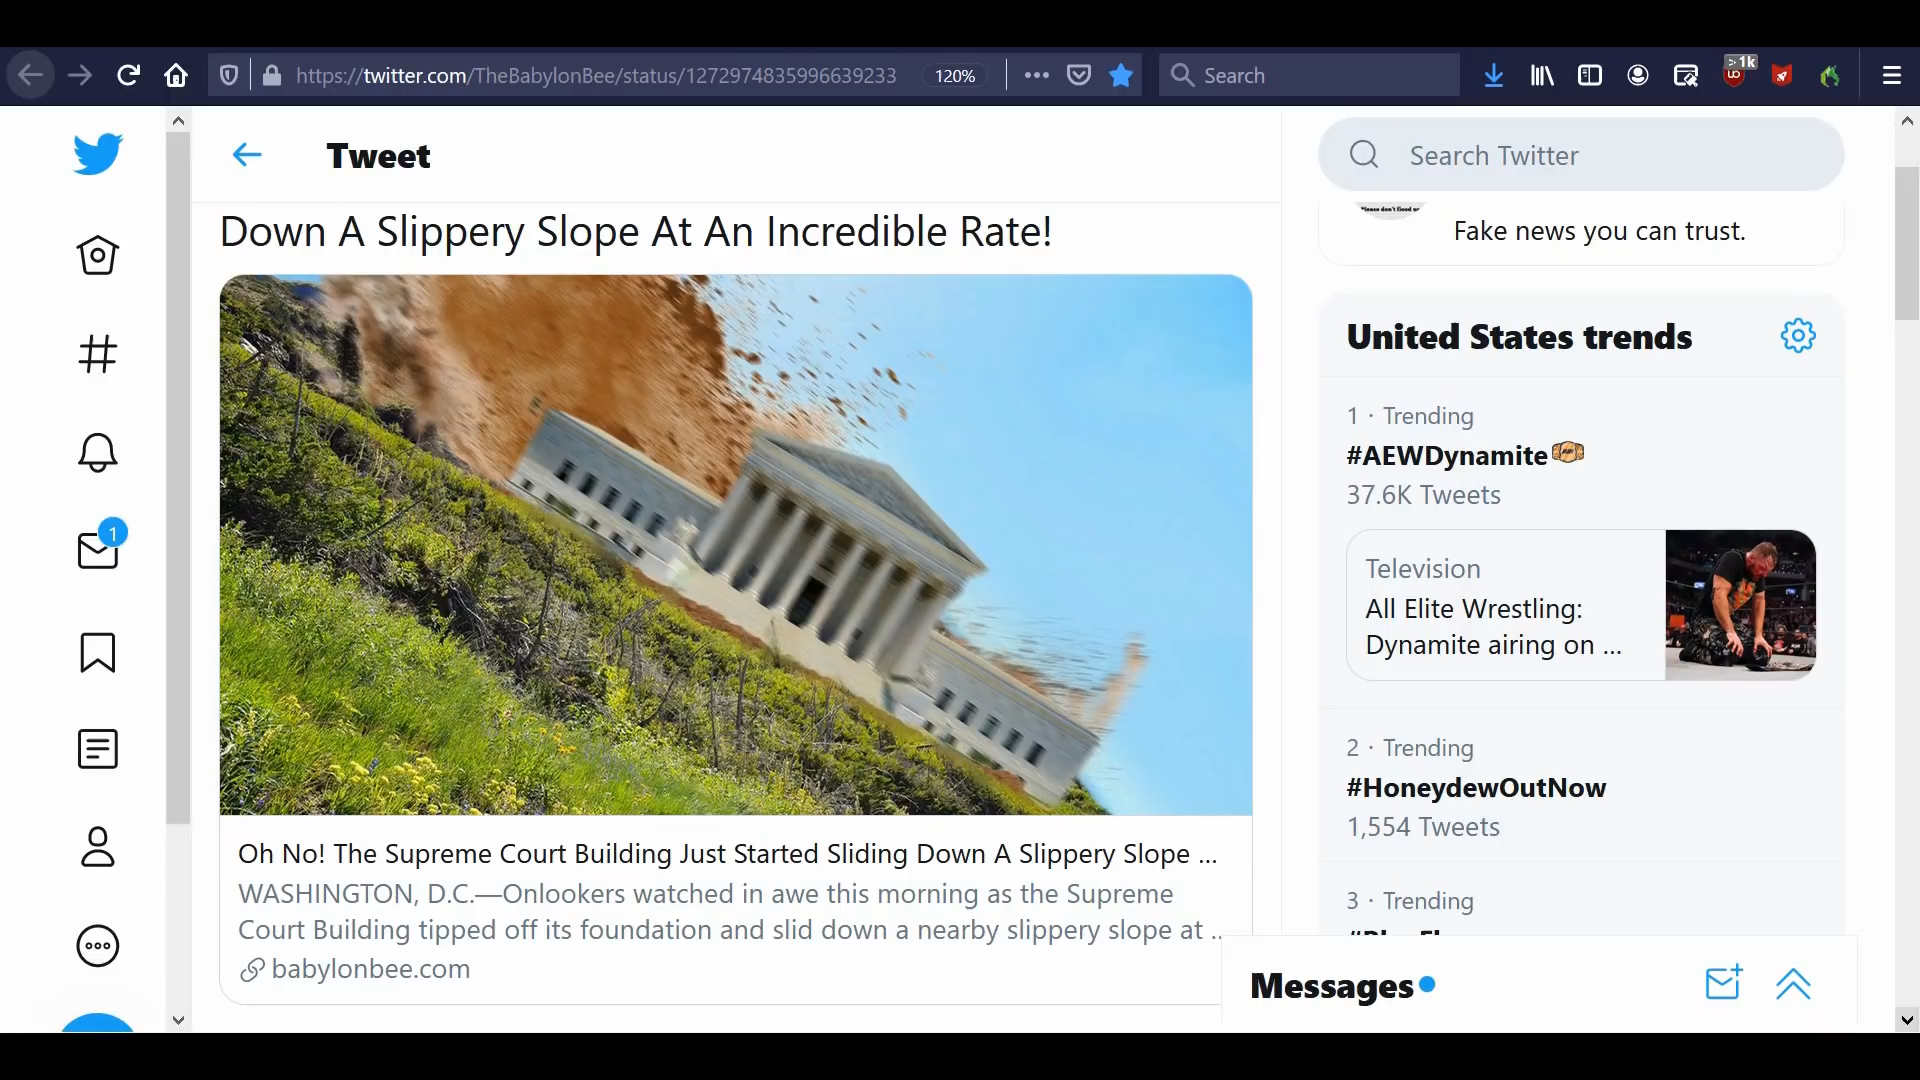 https://twitter.com/TheBabylonBee/status/1272974835996639233
120%
Search
>1k
Tweet
Down A Slippery Slope At An Incredible Rate!
Oh No! The Supreme Court Building Just Started Sliding Down A Slippery Slope ...
WASHINGTON, D.C.—Onlookers watched in awe this morning as the Supreme
Court Building tipped off its foundation and slid down a nearby slippery slope at ..
babylonbee.com
1
Search Twitter
Please don't flood
Fake news you can trust.
United States trends
1 · Trending
#AEWDynamite
37.6K Tweets
Television
All Elite Wrestling:
Dynamite airing on ...
2 · Trending
#HoneydewOutNow
1,554 Tweets
3 · Trending
Messages